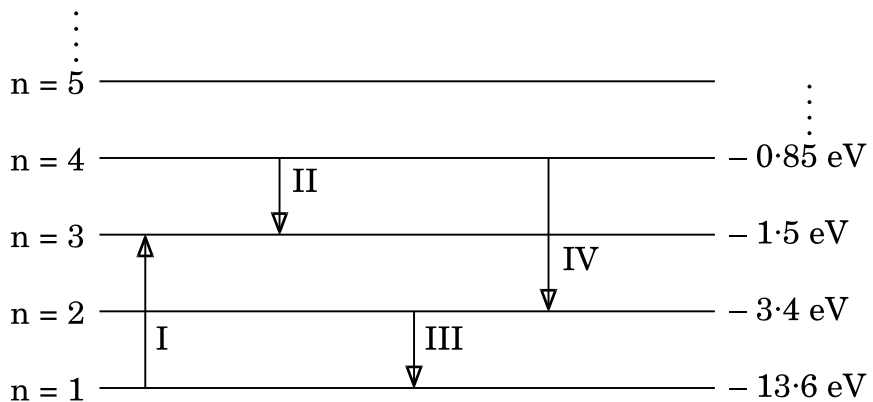 n = 5
n = 4
– 0·85 eV
II
n = 3
– 1·5 eV
IV
n = 2
– 3·4 eV
I
III
n = 1
– 13·6 eV